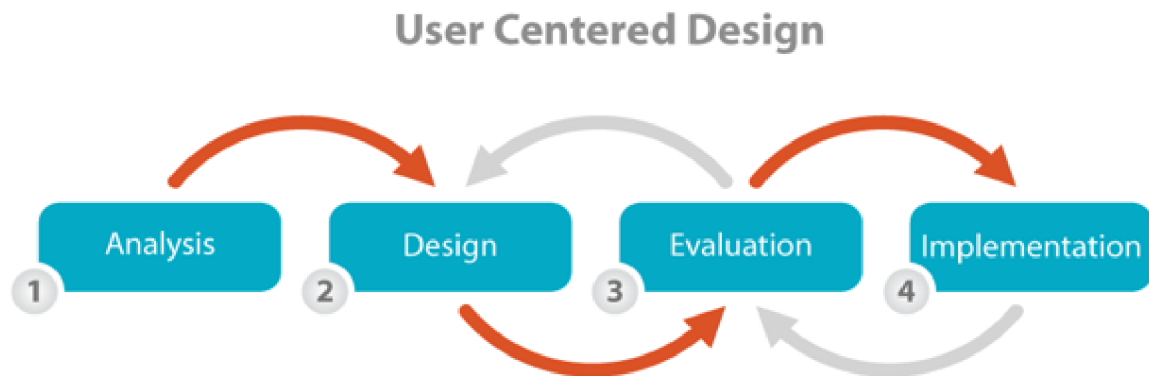 User Centered Design
Analysis
Design
Evaluation
Implementation
1
2
3
4